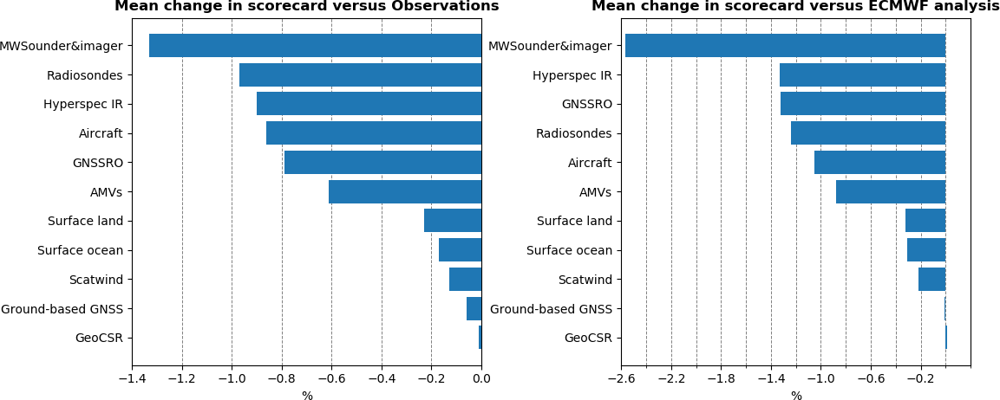 Mean change in scorecard versus Observations
MWSounder&imager
Radiosondes
Hyperspec IR
Aircraft
GNSSRO
AMVs
Surface land
Surface ocean
Scatwind
Ground-based GNSS
GeoCSR
−1.4 −1.2 −1.0 −0.8 −0.6 −0.4 −0.2 0.0
%
Mean change in scorecard versus ECMWF analysis
MWSounder&imager
Hyperspec IR
GNSSRO
Radiosondes
Aircraft
AMVs
Surface land
Surface ocean
Scatwind
Ground-based GNSS
GeoCSR
−2.6 −2.2 −1.8 −1.4 −1.0 −0.6 −0.2
%